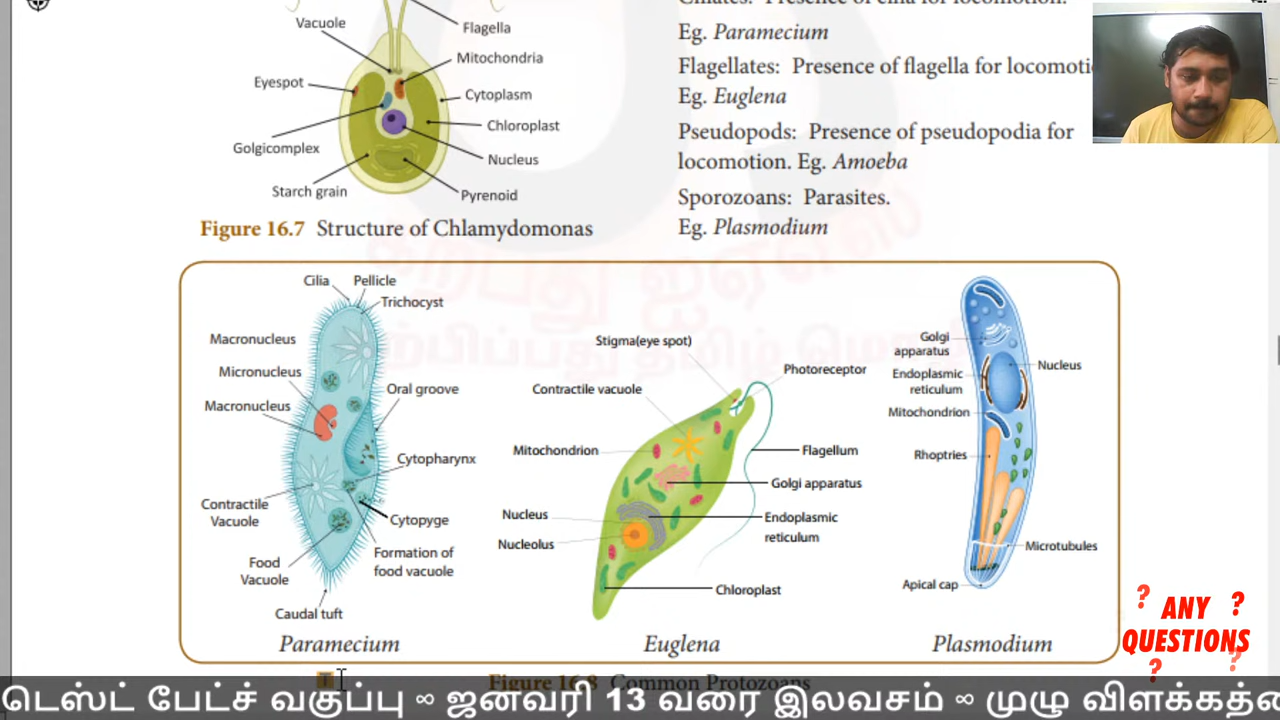 Vacuole
Flagella
Mitochondria
Eyespot
Cytoplasm
Chloroplast
Golgicomplex
Nucleus
Starch grain
Pyrenoid
Figure 16.7 Structure of Chlamydomonas
Eg. Paramecium
Flagellates: Presence of flagella for locomoti
Eg. Euglena
Pseudopods: Presence of pseudopodia for
locomotion. Eg. Amoeba
Sporozoans: Parasites.
Eg. Plasmodium
Cilia
Pellicle
Trichocyst
Macronucleus
Micronucleus
Macronucleus
Oral groove
Cytopharynx
Contractile
Vacuole
Cytopyge
Food
Vacuole
Formation of
food vacuole
Caudal tuft
Paramecium
Stigma(eye spot)
Photoreceptor
Contractile vacuole
Mitochondrion
Flagellum
Golgi apparatus
Nucleus
Endoplasmic
reticulum
Nucleolus
Chloroplast
Euglena
Golgi
apparatus
Nucleus
Endoplasmic
reticulum
Mitochondrion
Rhoptries
Microtubules
Apical cap
Plasmodium
? ANY ?
QUESTIONS
? ?
Figure 16.8 Common Protozoans
டெஸ்ட் பேட்ச் வகுப்பு ∞ ஜனவரி 13 வரை இலவசம் ∞ முழு விளக்கத்